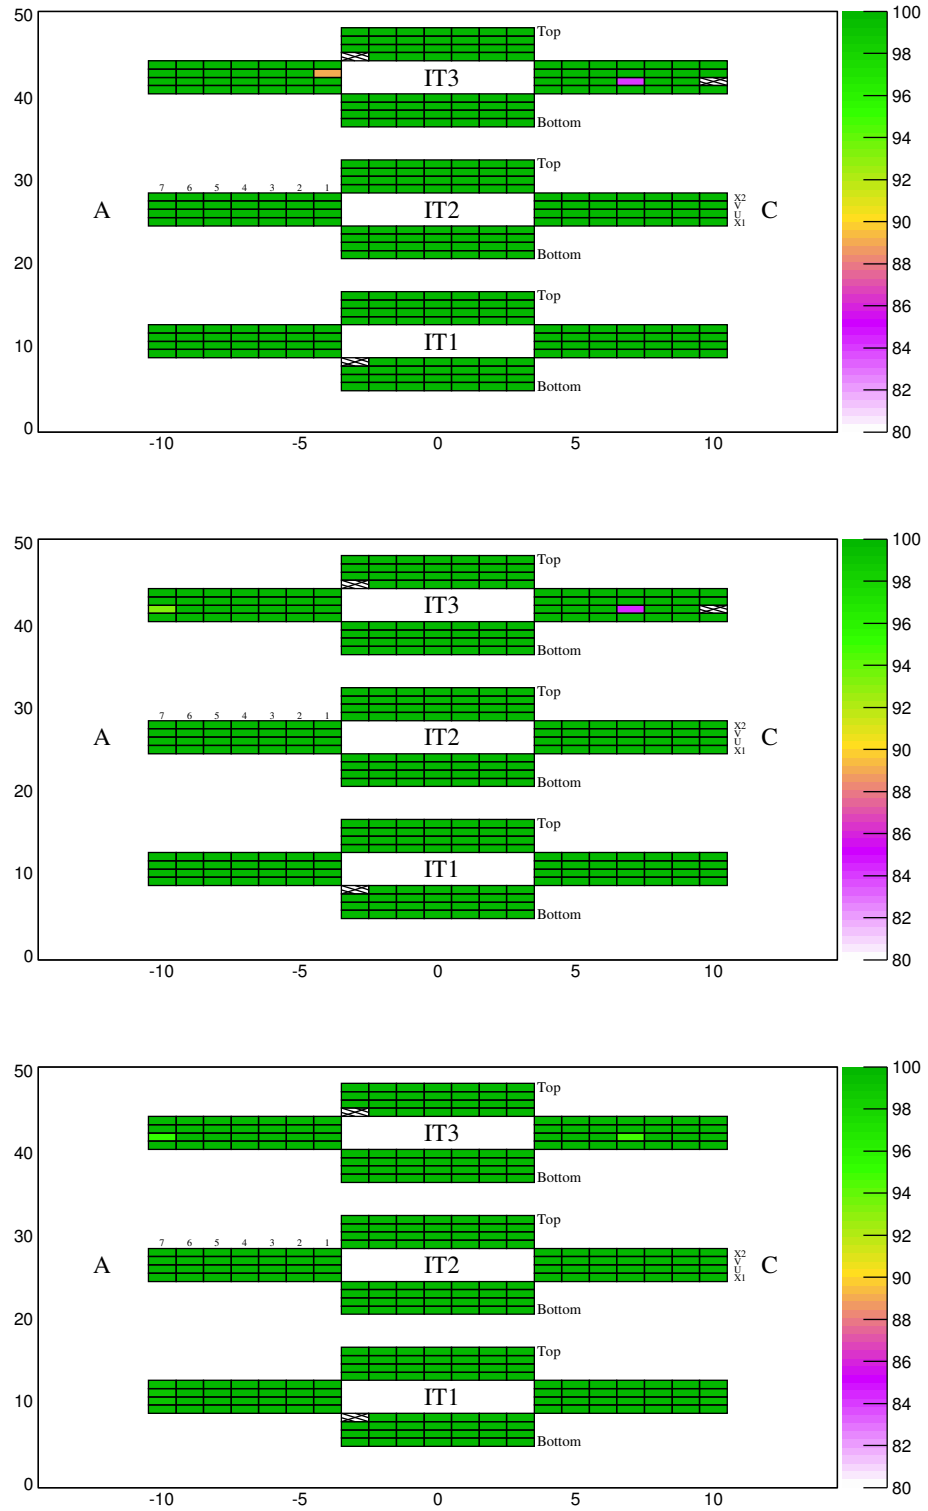 50 Top 100
98
IT3
40 96
Bottom
94
30 Top
92
7 6 5 4 3 2 1
A IT2 X2 V U X1 C
90
20 Bottom
88
Top
86
10 IT1
84
Bottom
82
0 80
-10 -5 0 5 10
50 Top 100
98
IT3
40 96
Bottom
94
30 Top
92
7 6 5 4 3 2 1
A IT2 X2 V U X1 C
90
20 Bottom
88
Top
86
10 IT1
84
Bottom
82
0 80
-10 -5 0 5 10
50 Top 100
98
IT3
40 96
Bottom
94
30 Top
92
7 6 5 4 3 2 1
A IT2 X2 V U X1 C
90
20 Bottom
88
Top
86
10 IT1
84
Bottom
82
0 80
-10 -5 0 5 10